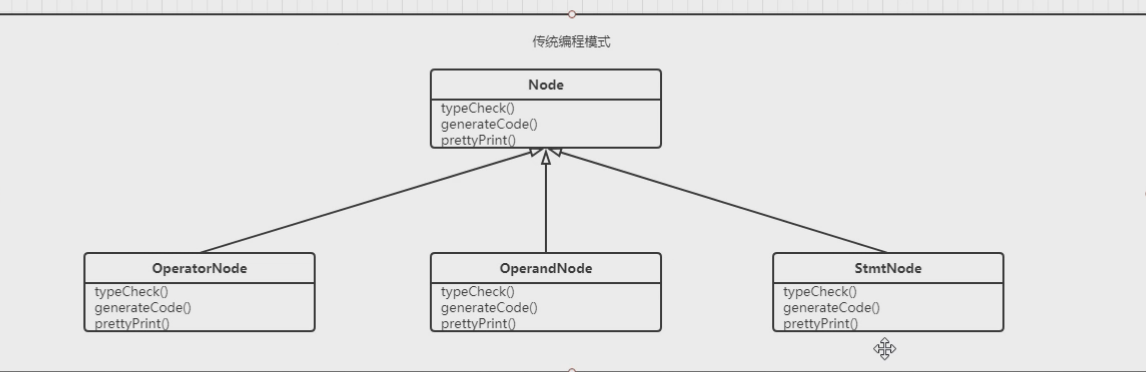 传统编程模式
Node
typeCheck()
generateCode()
prettyPrint()
OperatorNode
typeCheck()
generateCode()
prettyPrint()
OperandNode
typeCheck()
generateCode()
prettyPrint()
StmtNode
typeCheck()
generateCode()
prettyPrint()